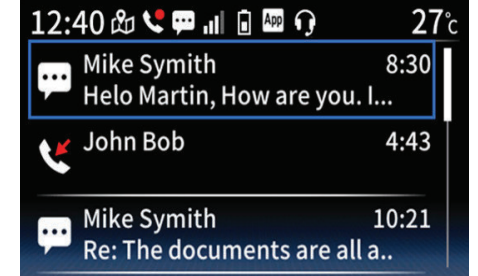 12:40 App 27°c
Mike Symith 8:30
Helo Martin, How are you. I...
John Bob 4:43
Mike Symith 10:21
Re: The documents are all a..